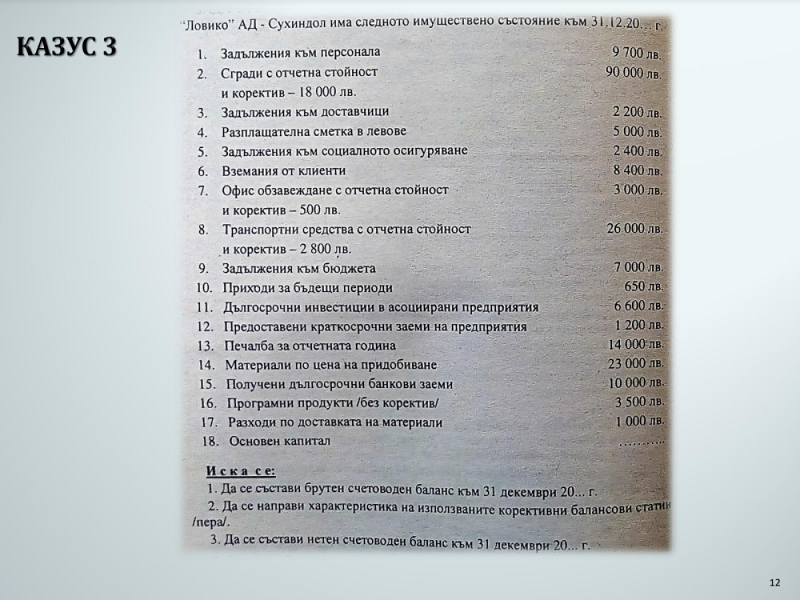 КАЗУС 3
"Ловико" АД - Сухиндол има следното имуществено състояние към 31.12.20... г.
1. Задължения към персонала 9 700 лв.
2. Сгради с отчетна стойност 90 000 лв.
и коректив – 18 000 лв.
3. Задължения към доставчици 2 200 лв.
4. Разплащателна сметка в левове 5 000 лв.
5. Задължения към социалното осигуряване 2 400 лв.
6. Вземания от клиенти 8 400 лв.
7. Офис обзавеждане с отчетна стойност 3 000 лв.
и коректив – 500 лв.
8. Транспортни средства с отчетна стойност 26 000 лв.
и коректив – 2 800 лв.
9. Задължения към бюджета 7 000 лв.
10. Приходи за бъдещи периоди 650 лв.
11. Дългосрочни инвестиции в асоциирани предприятия 6 600 лв.
12. Предоставени краткосрочни заеми на предприятия 1 200 лв.
13. Печалба за отчетната година 14 000 лв.
14. Материали по цена на придобиване 23 000 лв.
15. Получени дългосрочни банкови заеми 10 000 лв.
16. Програмни продукти /без коректив/ 3 500 лв.
17. Разходи по доставката на материали 1 000 лв.
18. Основен капитал ..........
И с к а с е:
1. Да се състави брутен счетоводен баланс към 31 декември 20... г.
2. Да се направи характеристика на използваните корективни балансови статии
/пера/.
3. Да се състави нетен счетоводен баланс към 31 декември 20... г.
12